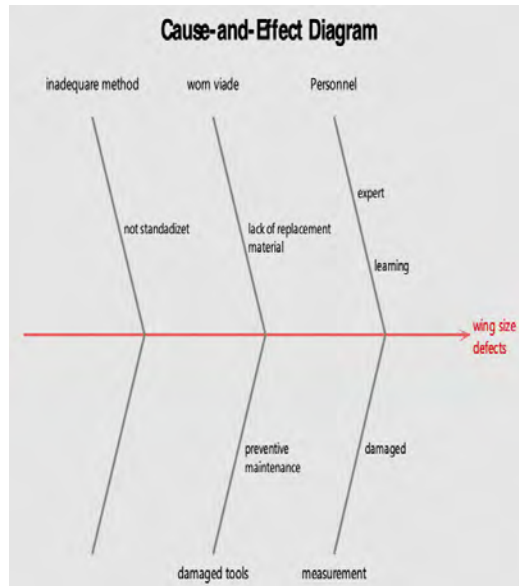 Cause-and-Effect Diagram
inadequare method
worn viade
Personnel
expert
not standadizet
lack of replacement
material
learning
wing size
defects
preventive
maintenance
damaged
damaged tools
measurement